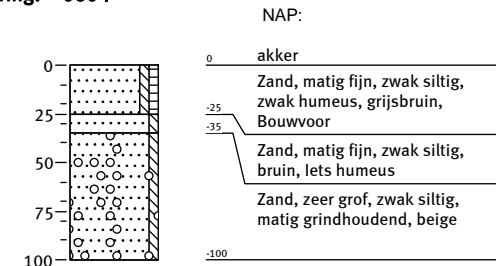 NAP:
0
akker
0
Zand, matig fijn, zwak siltig,
zwak humeus, grijsbruin,
Bouwvoor
-25
25
-35
Zand, matig fijn, zwak siltig,
bruin, Iets humeus
50
Zand, zeer grof, zwak siltig,
matig grindhoudend, beige
75
-100
100